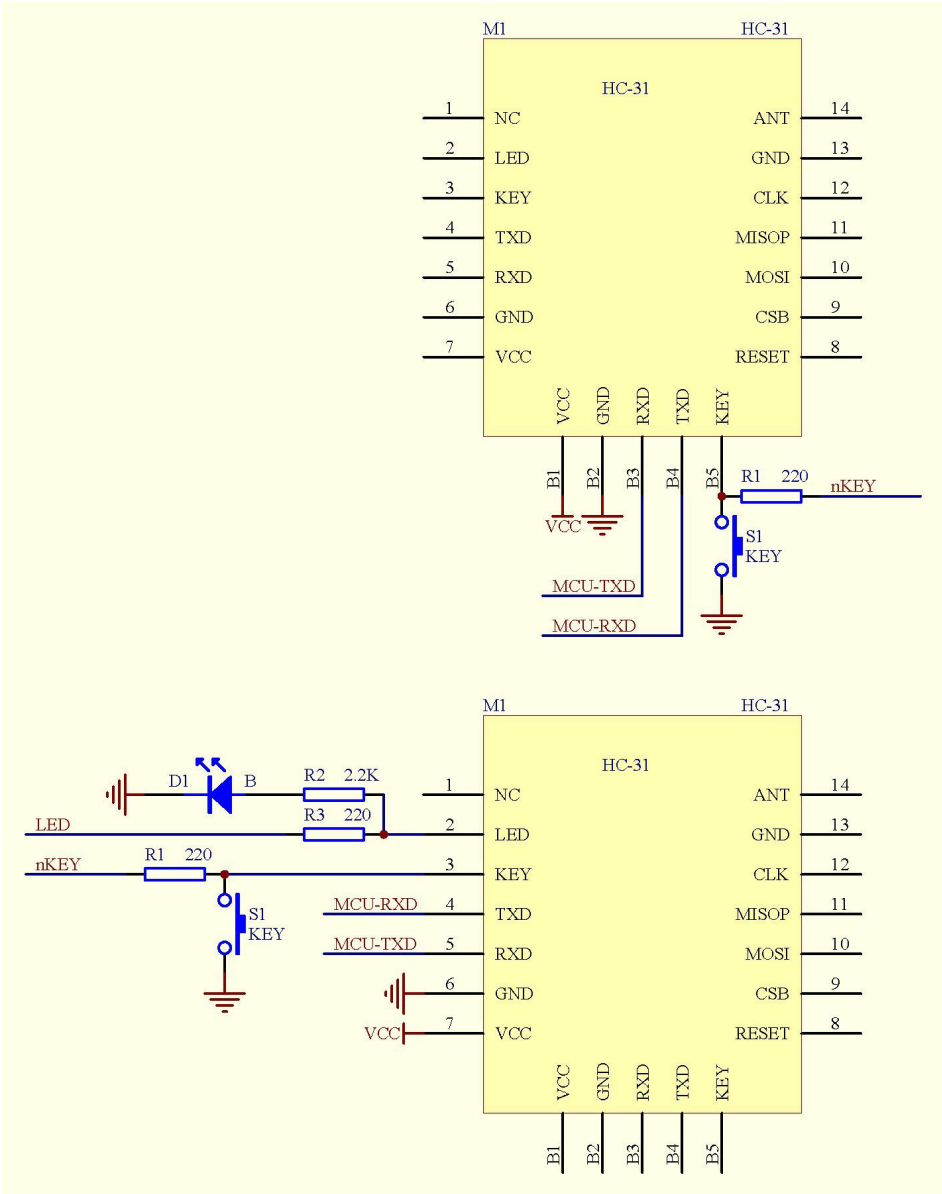 M1 HC-31
HC-31
1 NC ANT 14
2 LED GND 13
3 KEY CLK 12
4 TXD MISOP 11
5 RXD MOSI 10
6 GND CSB 9
7 VCC RESET 8
VCC GND RXD TXD KEY
B1 B2 B3 B4 B5
R1 220 nKEY
VCC
S1
KEY
MCU-TXD
MCU-RXD
M1 HC-31
HC-31
D1 B R2 2.2K 1 NC ANT 14
LED R3 220 2 LED GND 13
nKEY R1 220 3 KEY CLK 12
MCU-RXD 4 TXD MISOP 11
S1
KEY
MCU-TXD 5 RXD MOSI 10
6 GND CSB 9
VCC 7 VCC RESET 8
VCC GND RXD TXD KEY
B1 B2 B3 B4 B5